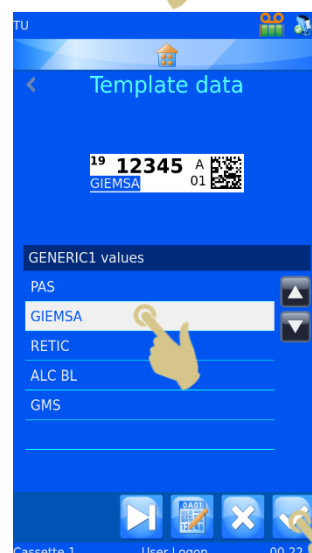 TU
Template data
19 12345 A
GIEMSA 01
GENERIC1 values
PAS
GIEMSA
RETIC
ALC BL
GMS
Cassette 1 User Logon 00.22